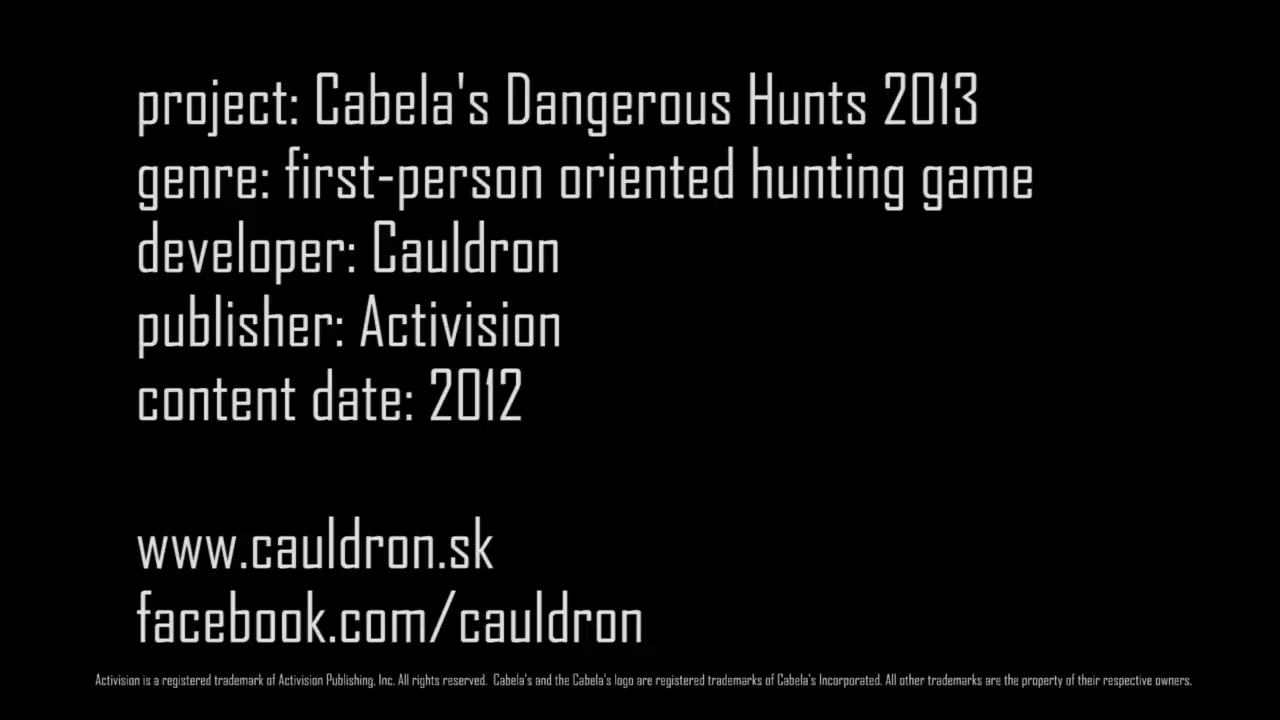 project: Cabela's Dangerous Hunts 2013
genre: first-person oriented hunting game
developer: Cauldron
publisher: Activision
content date: 2012
www.cauldron.sk
facebook.com/cauldron
Activision is a registered trademark of Activision Publishing, Inc. All rights reserved. Cabela's and the Cabela's logo are registered trademarks of Cabela's Incorporated. All other trademarks are the property of their respective owners.